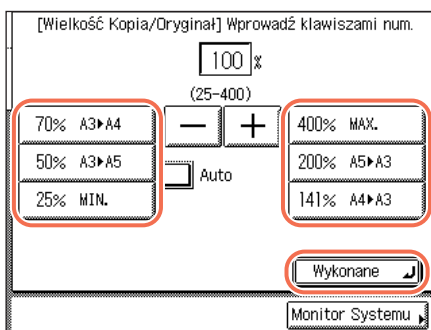 [Wielkość Kopia/Oryginał] Wprowadź klawiszami num.
100 %
(25-400)
70% A3▶A4
50% A3▶A5
25% MIN.
— +
Auto
400% MAX.
200% A5▶A3
141% A4▶A3
Wykonane
Monitor Systemu